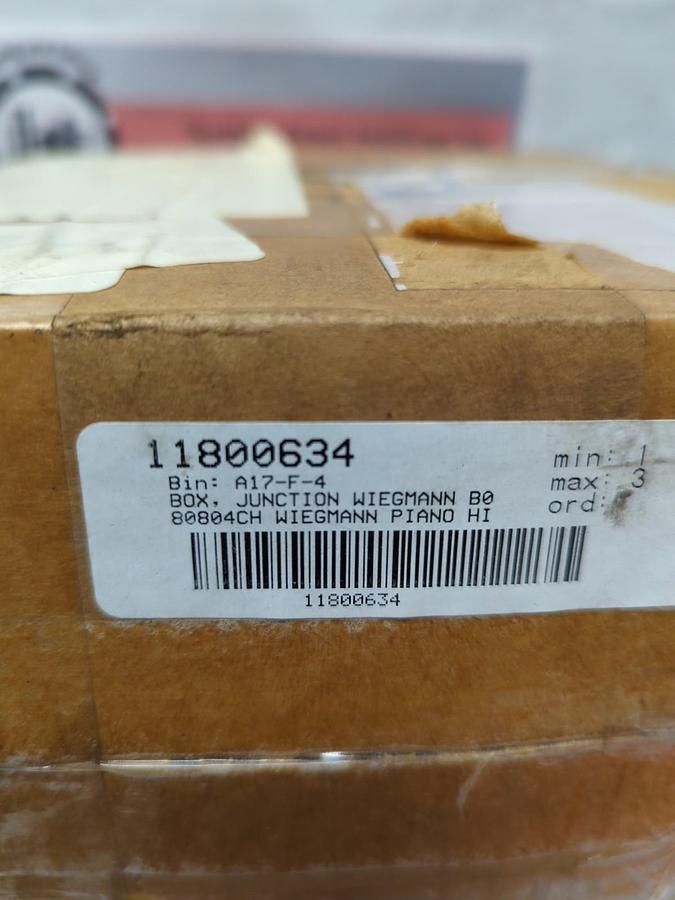 11800634
Bin: A17-F-4
BOX, JUNCTION WIEGMANN B0
80804CH WIEGMANN PIANO HI
min: 1
max: 3
ord:
11800634